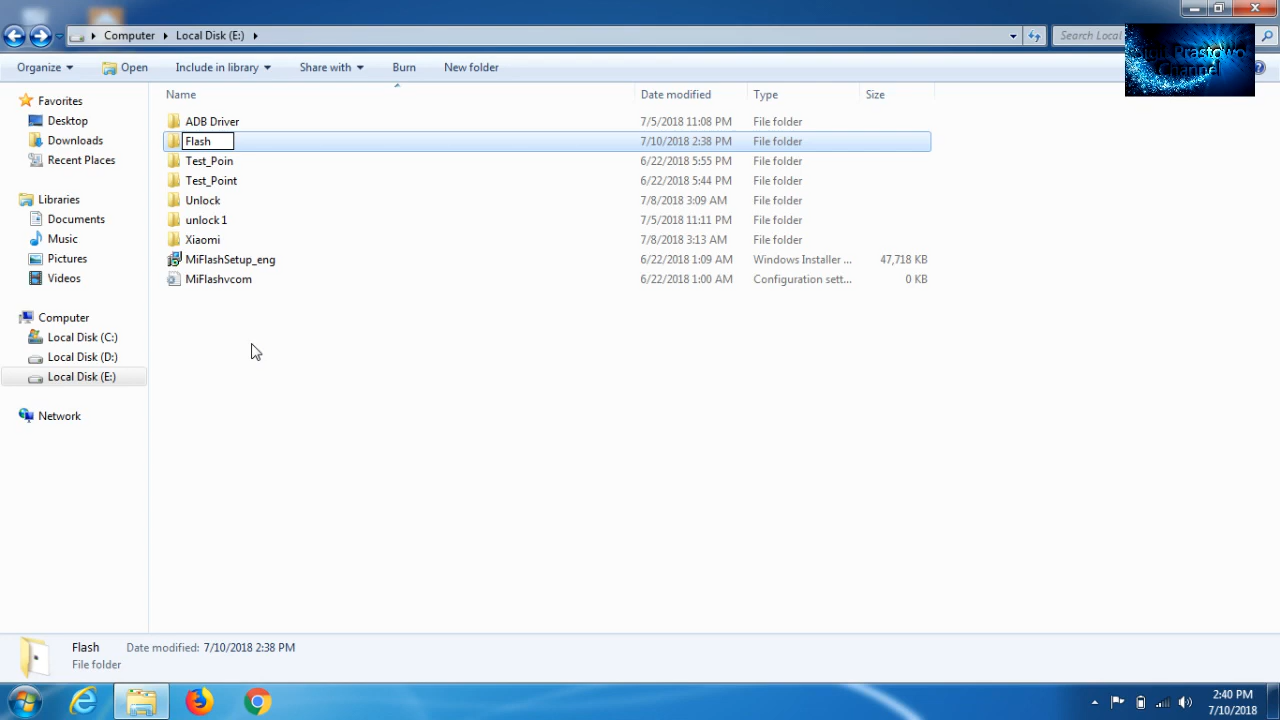 Computer Local Disk (E:)
Search Local
Prastowo
Channel
Organize Open Include in library Share with Burn New folder
Name Date modified Type Size
Favorites
Desktop
Downloads
Recent Places
Libraries
Documents
Music
Pictures
Videos
Computer
Local Disk (C:)
Local Disk (D:)
Local Disk (E:)
Network
ADB Driver 7/5/2018 11:08 PM File folder
Flash 7/10/2018 2:38 PM File folder
Test_Poin 6/22/2018 5:55 PM File folder
Test_Point 6/22/2018 5:44 PM File folder
Unlock 7/8/2018 3:09 AM File folder
unlock1 7/5/2018 11:11 PM File folder
Xiaomi 7/8/2018 3:13 AM File folder
MiFlashSetup_eng 6/22/2018 1:09 AM Windows Installer ... 47,718 KB
MiFlashvcom 6/22/2018 1:00 AM Configuration sett... 0 KB
Flash Date modified: 7/10/2018 2:38 PM
File folder
2:40 PM
7/10/2018